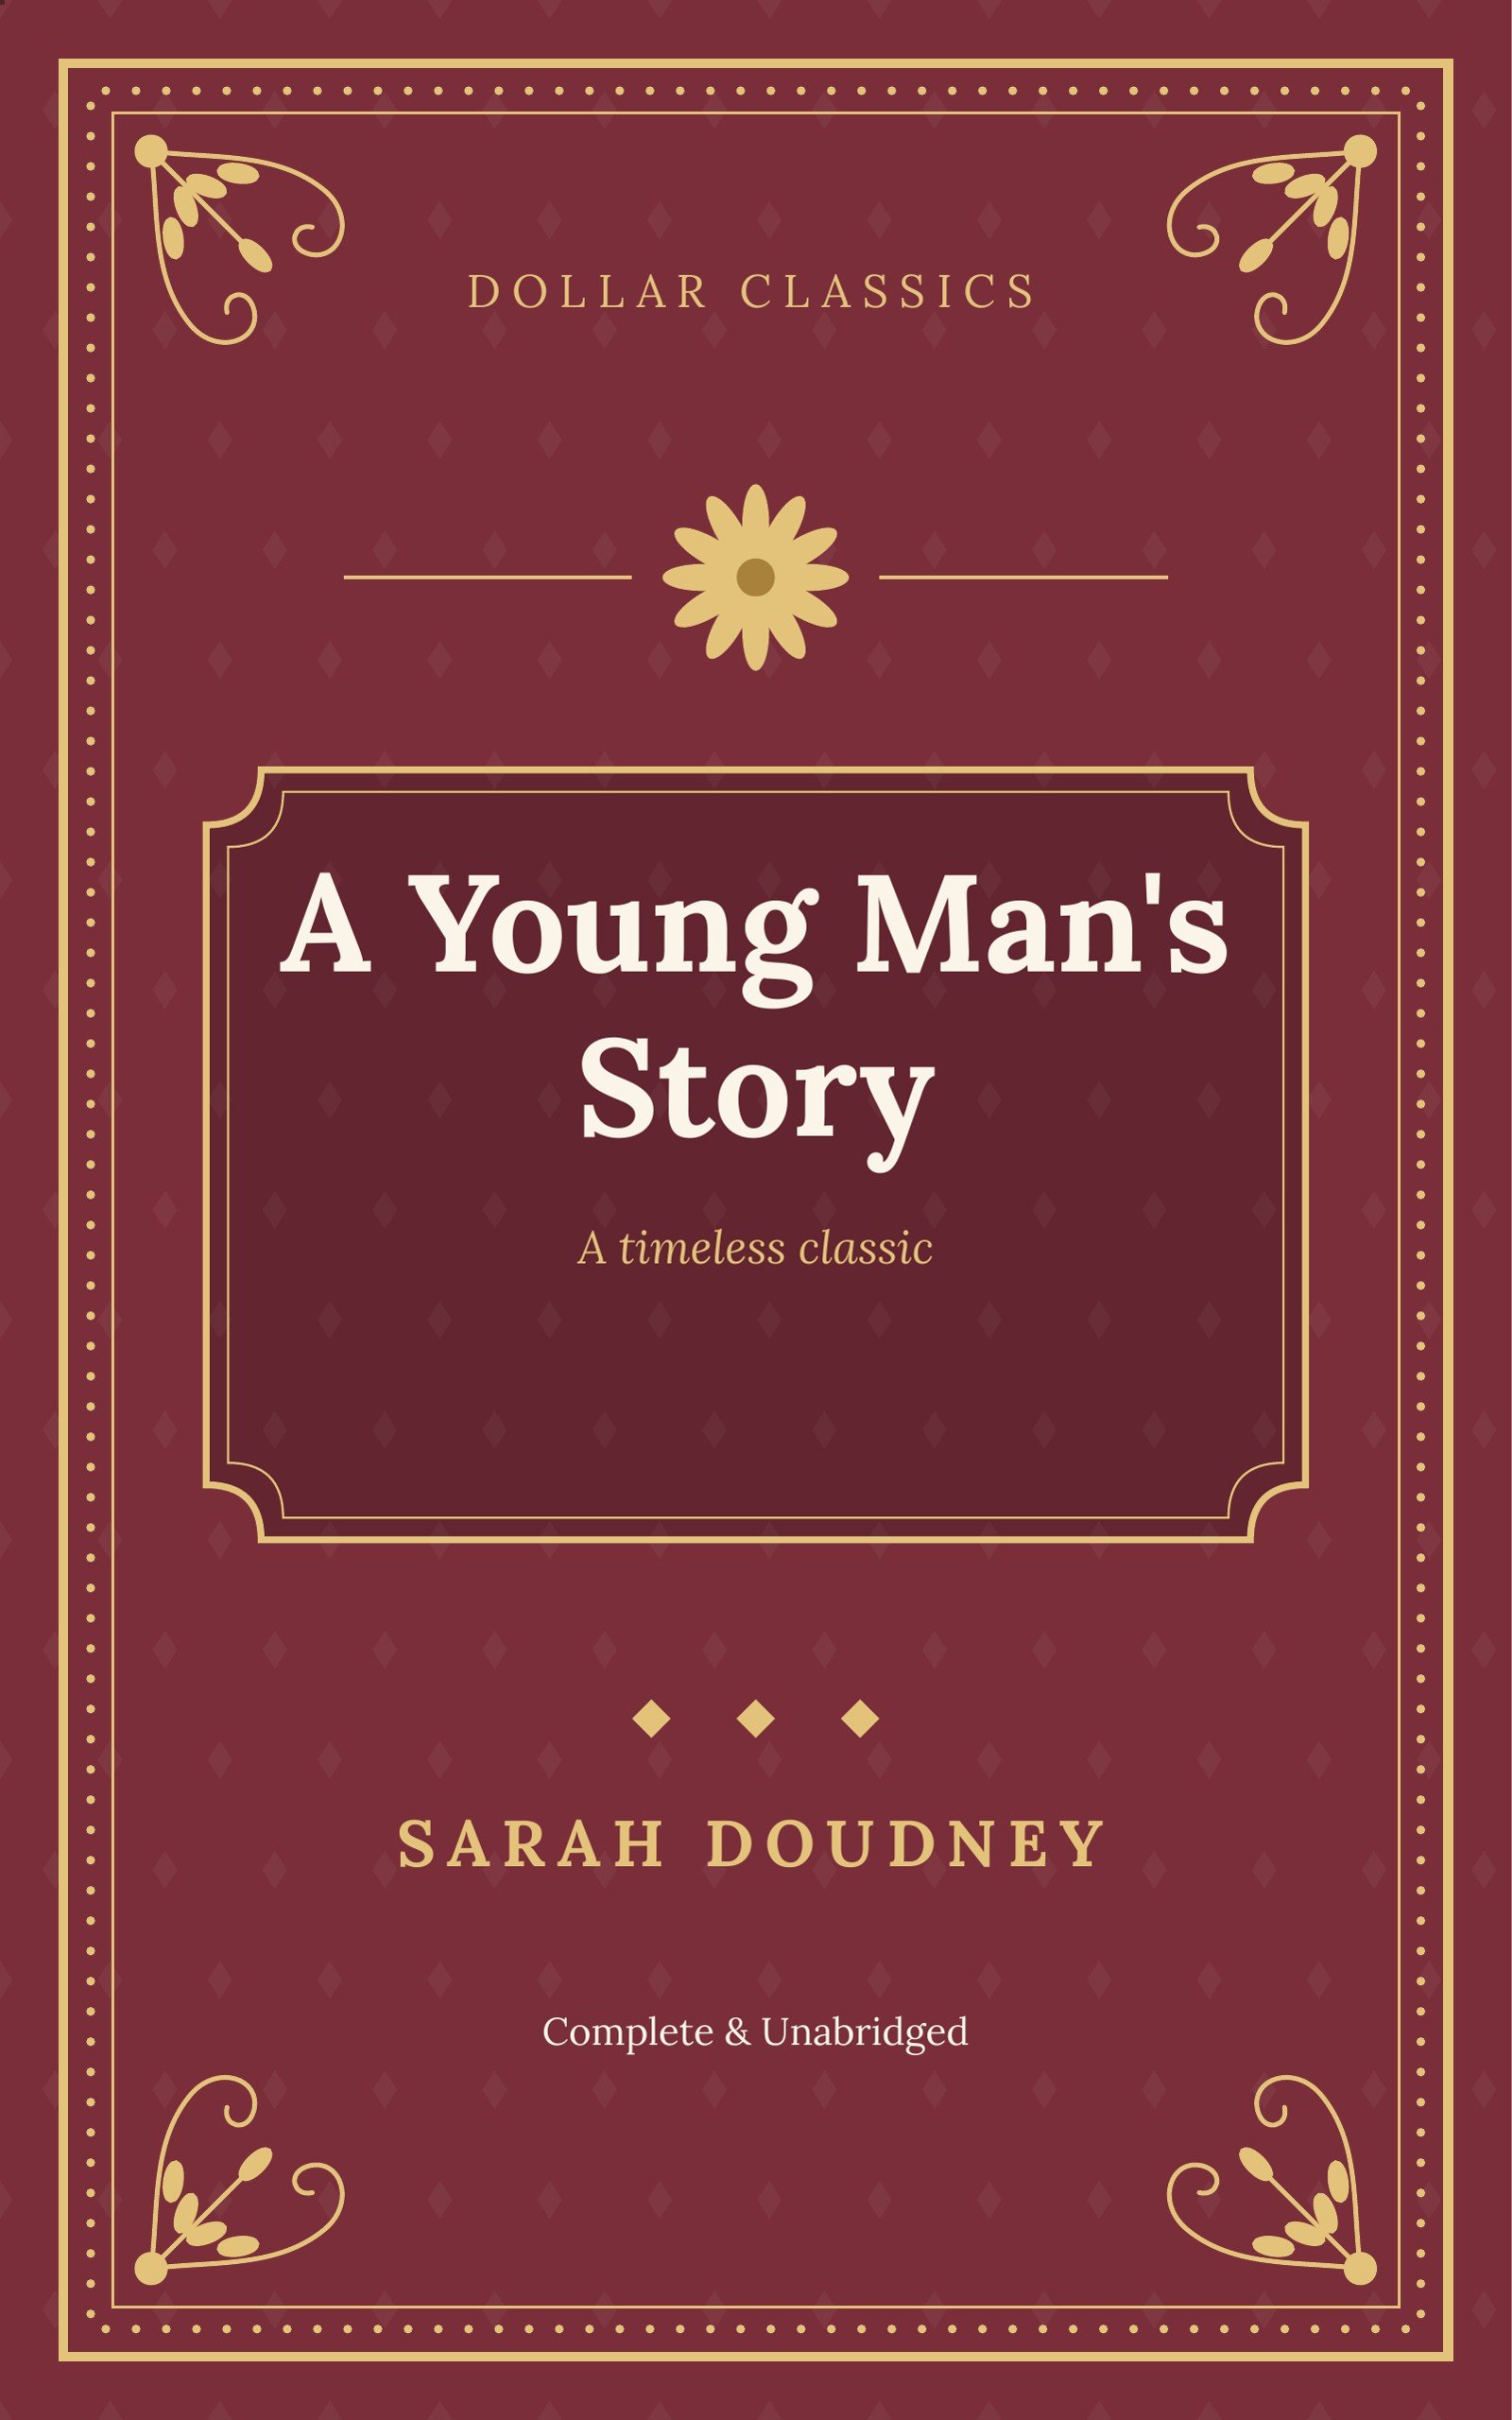 DOLLAR CLASSICS
A Young Man's
Story
A timeless classic
SARAH DOUDNEY
Complete & Unabridged